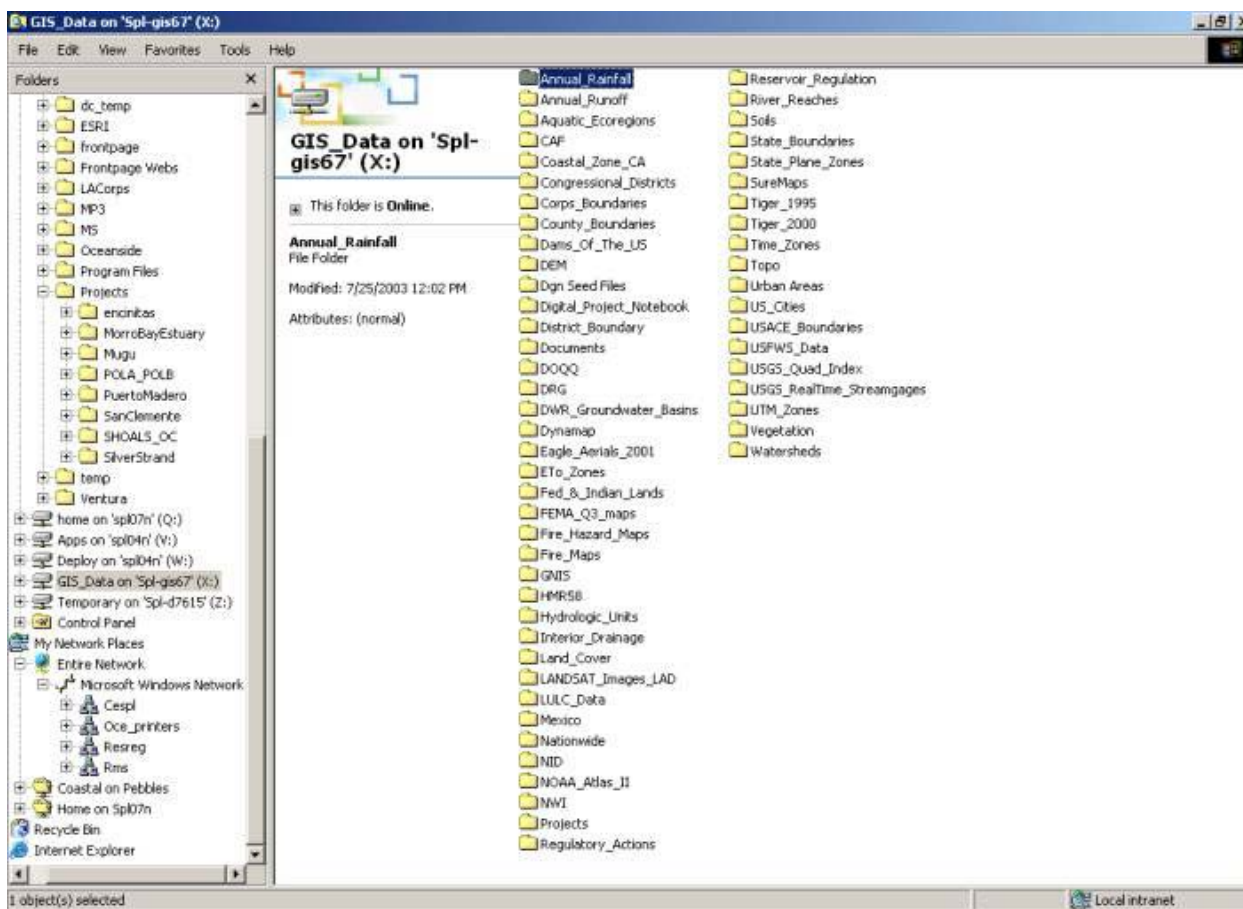 GIS_Data on 'Spl-gis67' (X:)
File Edit View Favorites Tools Help
Folders
dc_temp
ESRI
frontpage
Frontpage Webs
LACorps
MP3
MS
Oceanside
Program Files
Projects
encinitas
MorroBayEstuary
Mugu
POLA_POLB
PuertoMadero
SanClemente
SHOALS_OC
SilverStrand
temp
Ventura
home on 'spl07n' (Q:)
Apps on 'spl04n' (V:)
Deploy on 'spl04n' (W:)
GIS_Data on 'Spl-gis67' (X:)
Temporary on 'Spl-d7615' (Z:)
Control Panel
My Network Places
Entire Network
Microsoft Windows Network
Cespl
Oce_printers
Resreg
Rms
Coastal on Pebbles
Home on Spl07n
Recycle Bin
Internet Explorer
GIS_Data on 'Spl-
gis67' (X:)
This folder is Online.
Annual_Rainfall
File Folder
Modified: 7/25/2003 12:02 PM
Attributes: (normal)
Annual_Rainfall
Annual_Runoff
Aquatic_Ecoregions
CAF
Coastal_Zone_CA
Congressional_Districts
Corps_Boundaries
County_Boundaries
Dams_Of_The_US
DEM
Dgn Seed Files
Digital_Project_Notebook
District_Boundary
Documents
DOQQ
DRG
DWR_Groundwater_Basins
Dynamap
Eagle_Aerials_2001
ETo_Zones
Fed_&_Indian_Lands
FEMA_Q3_maps
Fire_Hazard_Maps
Fire_Maps
GNIS
HMR58
Hydrologic_Units
Interior_Drainage
Land_Cover
LANDSAT_Images_LAD
LULC_Data
Mexico
Nationwide
NID
NOAA_Atlas_II
NWI
Projects
Regulatory_Actions
Reservoir_Regulation
River_Reaches
Soils
State_Boundaries
State_Plane_Zones
SureMaps
Tiger_1995
Tiger_2000
Time_Zones
Topo
Urban Areas
US_Cities
USACE_Boundaries
USFWS_Data
USGS_Quad_Index
USGS_RealTime_Streamgages
UTM_Zones
Vegetation
Watersheds
1 object(s) selected
Local intranet